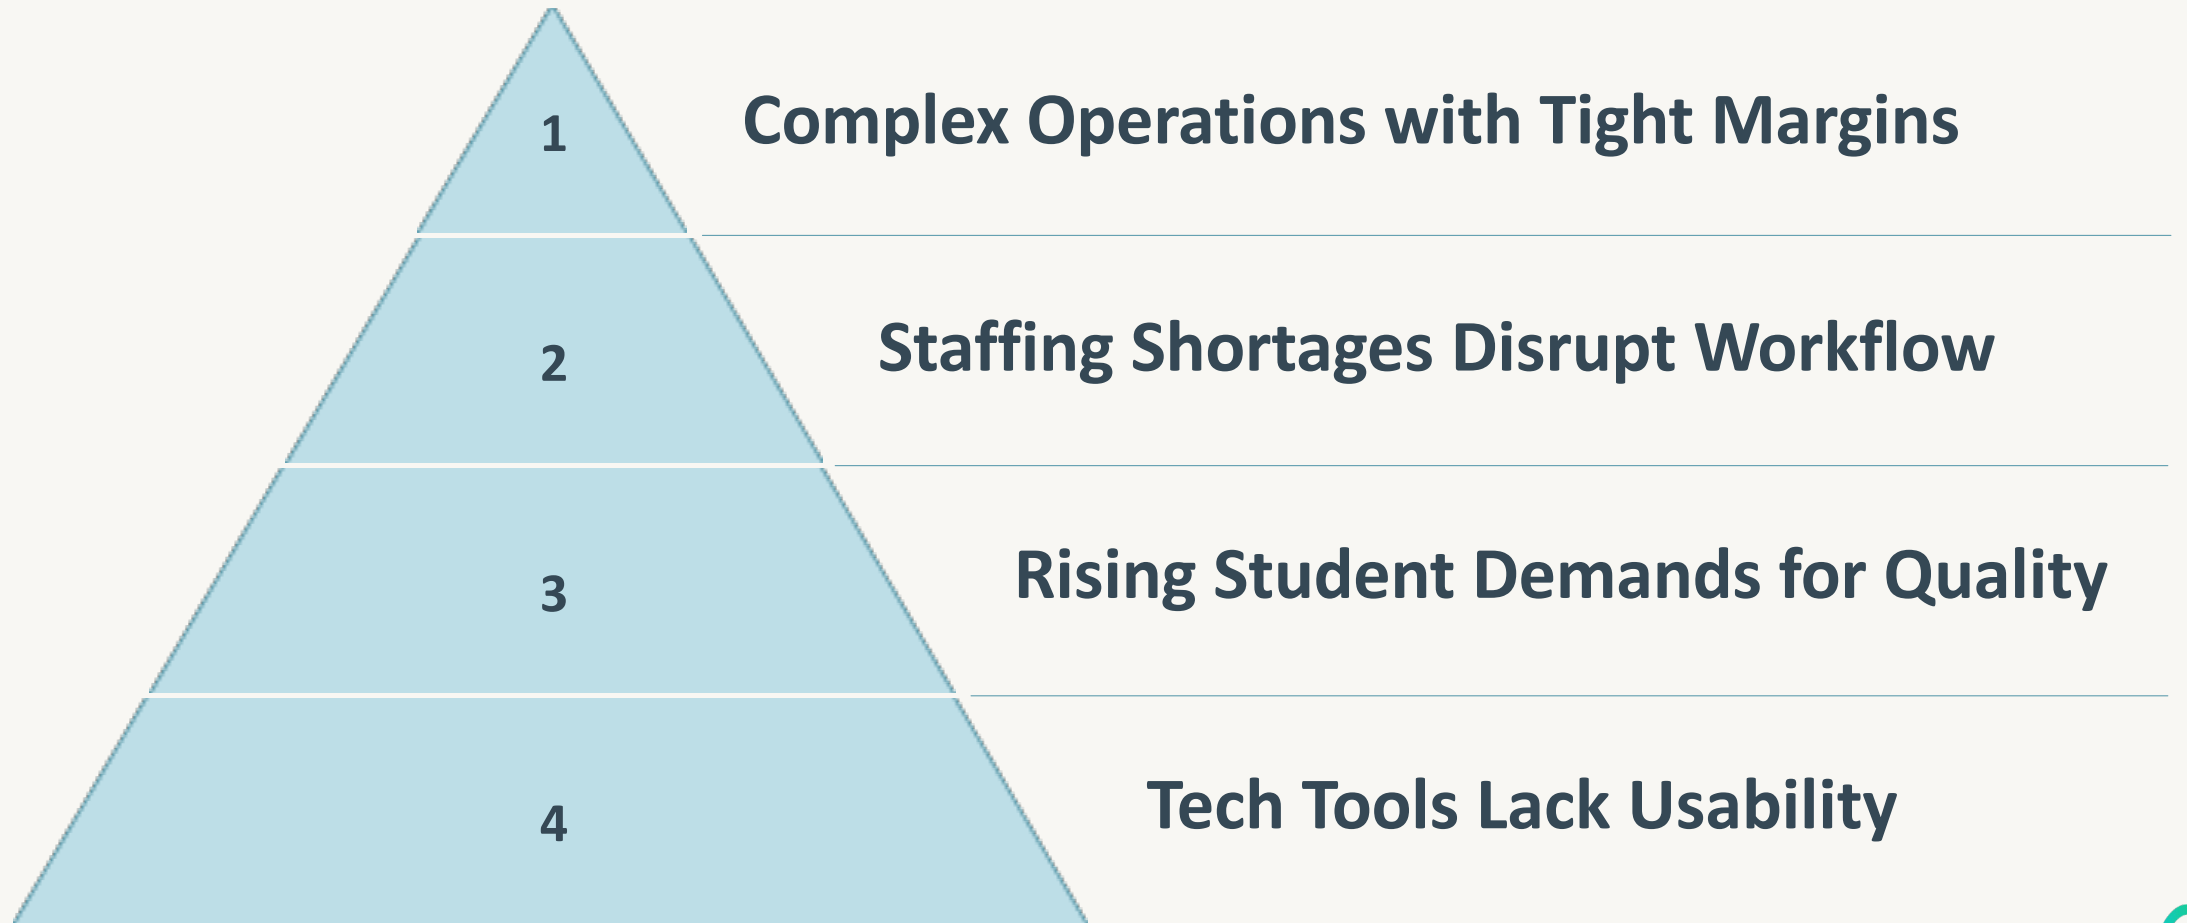 1
Complex Operations with Tight Margins
2
Staffing Shortages Disrupt Workflow
3
Rising Student Demands for Quality
4
Tech Tools Lack Usability